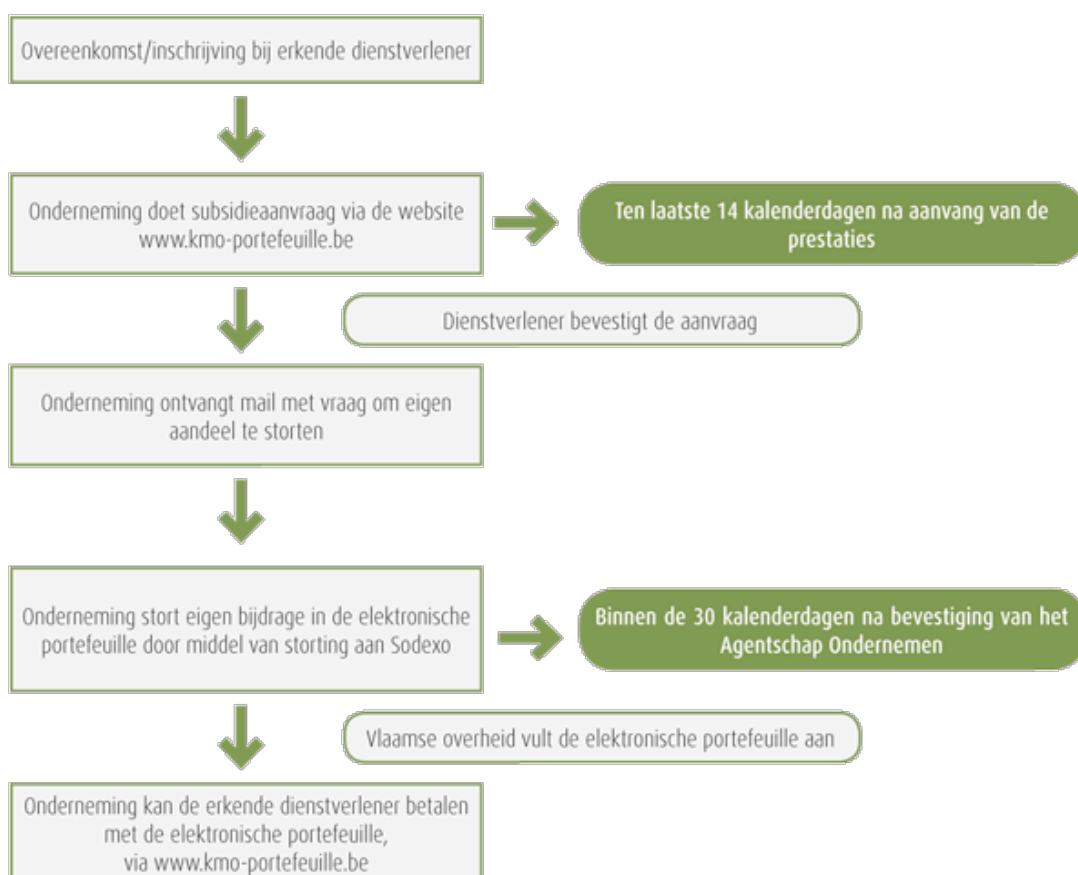 Overeenkomst/inschrijving bij erkende dienstverlener
Onderneming doet subsidieaanvraag via de website
www.kmo-portefeuille.be
Ten laatste 14 kalenderdagen na aanvang van de
prestaties
Dienstverlener bevestigt de aanvraag
Onderneming ontvangt mail met vraag om eigen
aandeel te storten
Onderneming stort eigen bijdrage in de elektronische
portefeuille door middel van storting aan Sodexo
Binnen de 30 kalenderdagen na bevestiging van het
Agentschap Ondernemen
Vlaamse overheid vult de elektronische portefeuille aan
Onderneming kan de erkende dienstverlener betalen
met de elektronische portefeuille,
via www.kmo-portefeuille.be